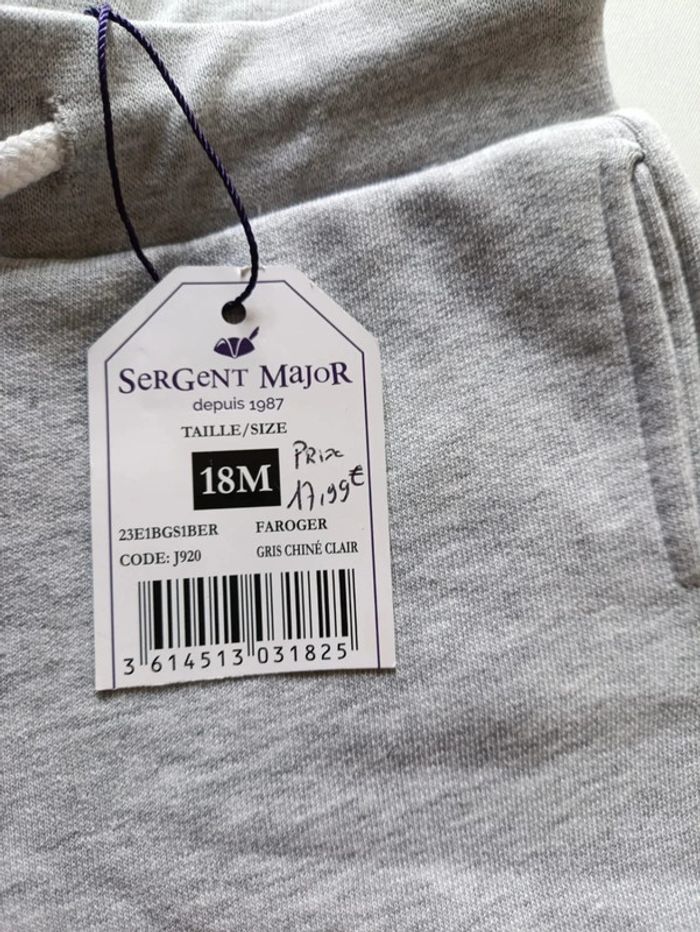 SeRGeNT MaJoR
depuis 1987
TAILLE/SIZE
18M
Prix
17,99€
23E1BGS1BER
FAROGER
CODE: J920
GRIS CHINÉ CLAIR
3 614513 031825